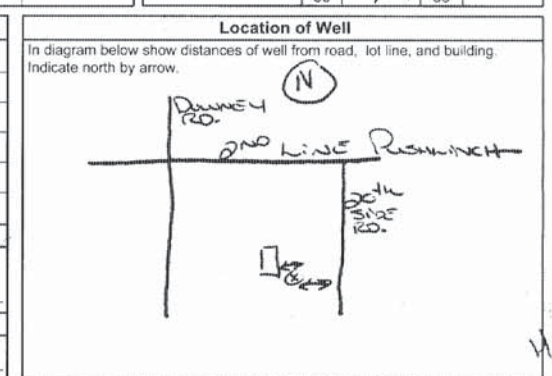 Location of Well
In diagram below show distances of well from road, lot line, and building.
Indicate north by arrow.
N
DOWNEY
RD.
2ND LINE PUSHLINCH
20th
SIDE
RD.